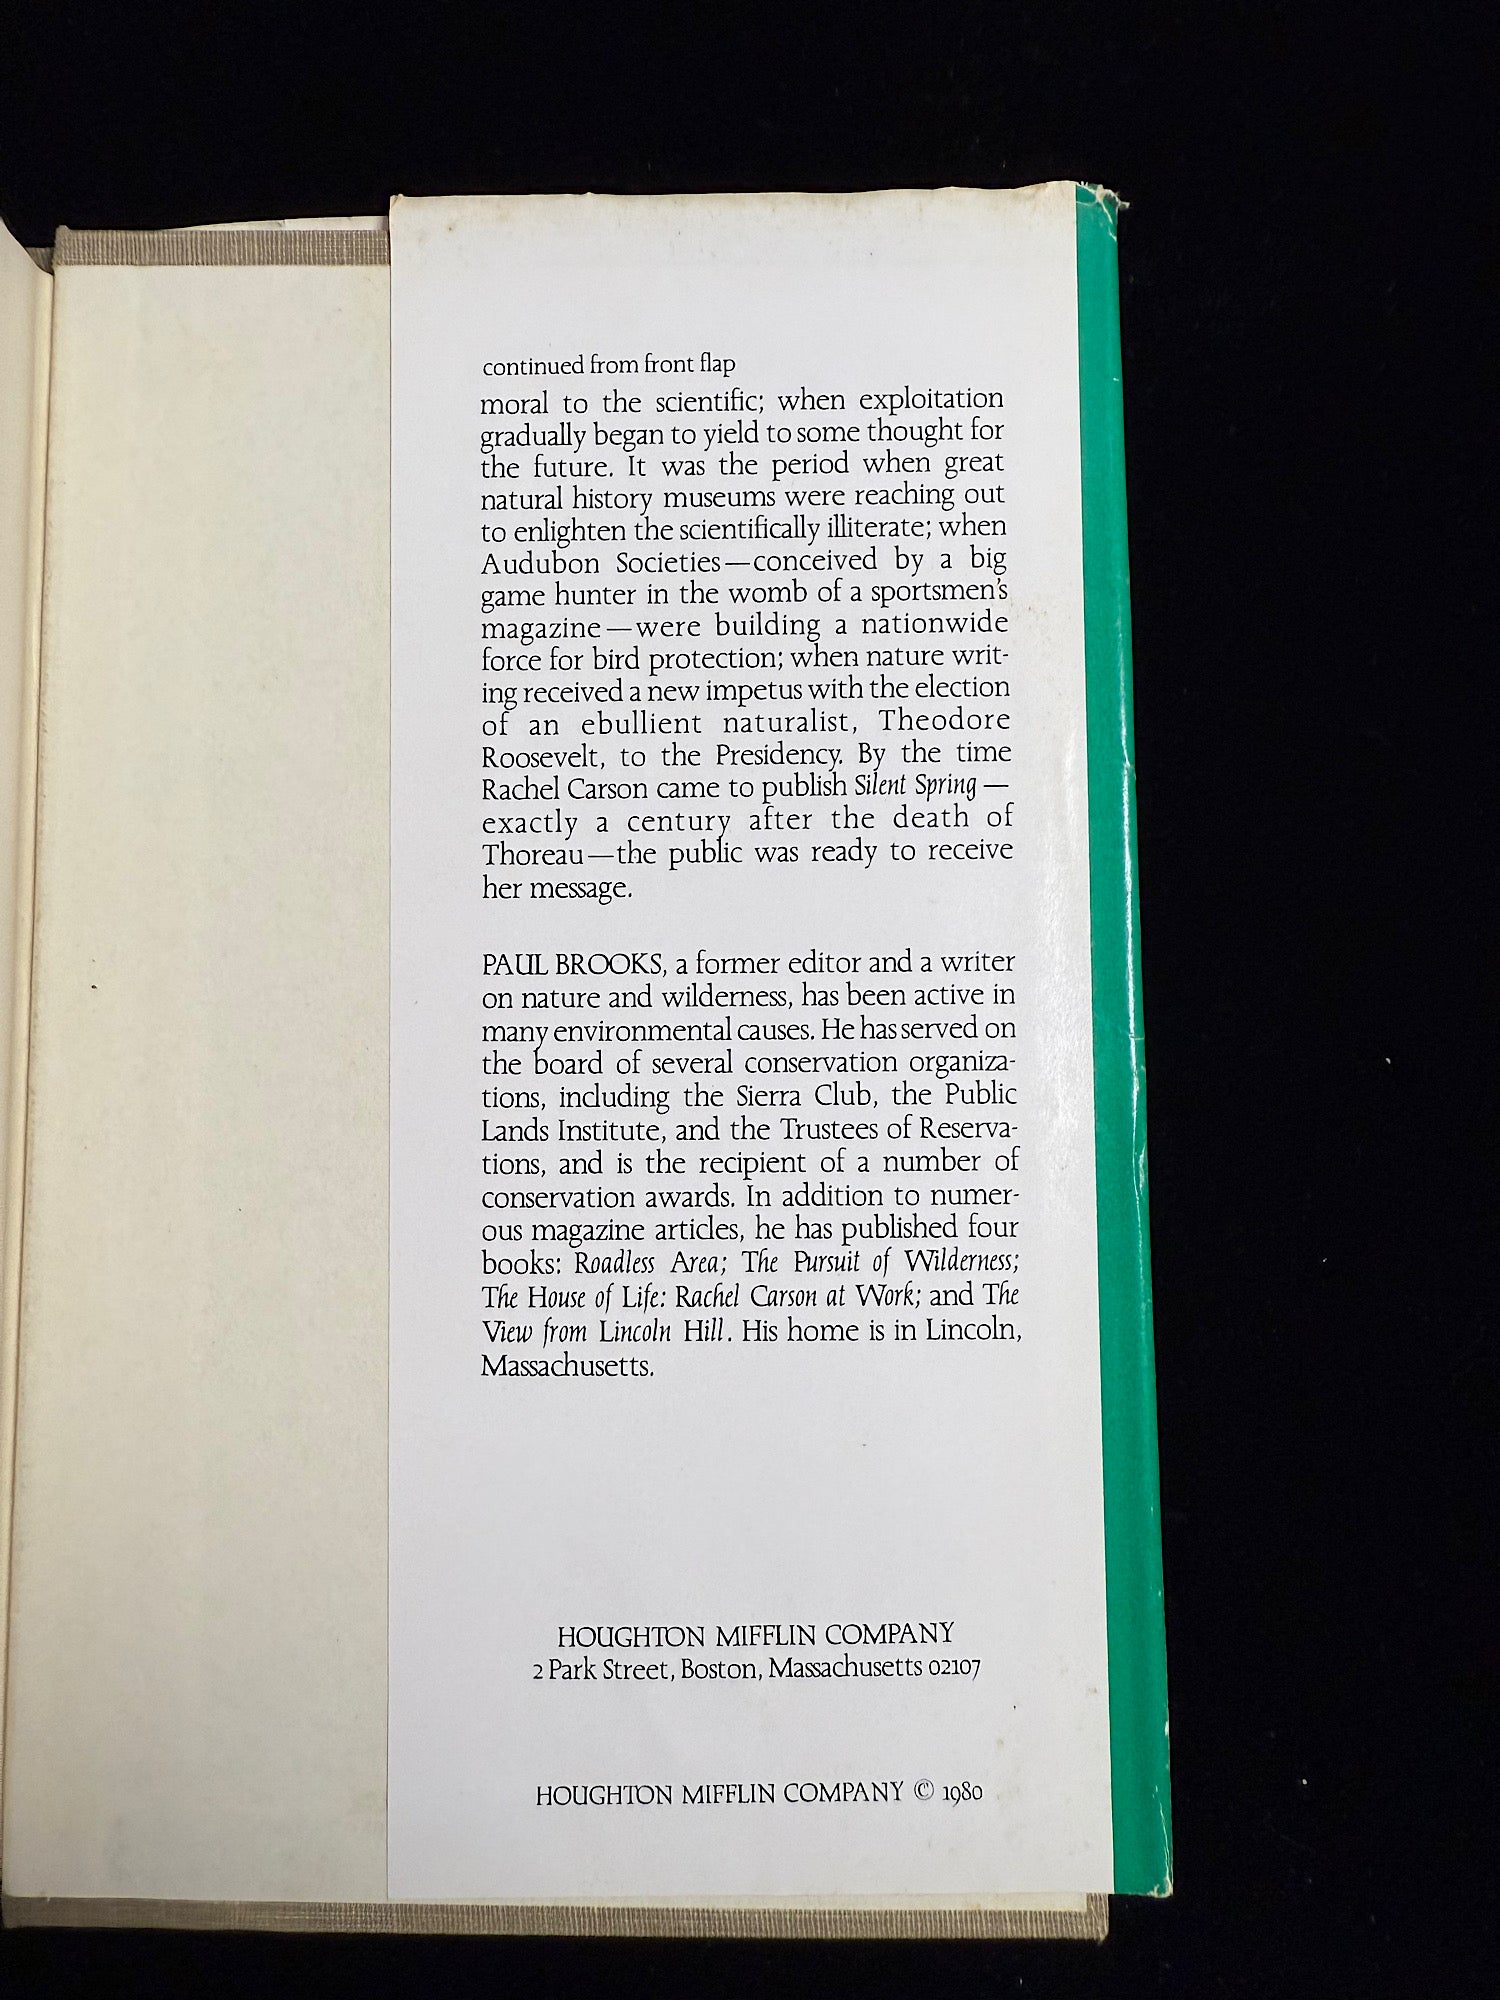 continued from front flap
moral to the scientific; when exploitation
gradually began to yield to some thought for
the future. It was the period when great
natural history museums were reaching out
to enlighten the scientifically illiterate; when
Audubon Societies—conceived by a big
game hunter in the womb of a sportsmen's
magazine—were building a nationwide
force for bird protection; when nature writ-
ing received a new impetus with the election
of an ebullient naturalist, Theodore
Roosevelt, to the Presidency. By the time
Rachel Carson came to publish Silent Spring —
exactly a century after the death of
Thoreau—the public was ready to receive
her message.
PAUL BROOKS, a former editor and a writer
on nature and wilderness, has been active in
many environmental causes. He has served on
the board of several conservation organiza-
tions, including the Sierra Club, the Public
Lands Institute, and the Trustees of Reserva-
tions, and is the recipient of a number of
conservation awards. In addition to numer-
ous magazine articles, he has published four
books: Roadless Area; The Pursuit of Wilderness;
The House of Life: Rachel Carson at Work; and The
View from Lincoln Hill. His home is in Lincoln,
Massachusetts.
HOUGHTON MIFFLIN COMPANY
2 Park Street, Boston, Massachusetts 02107
HOUGHTON MIFFLIN COMPANY © 1980